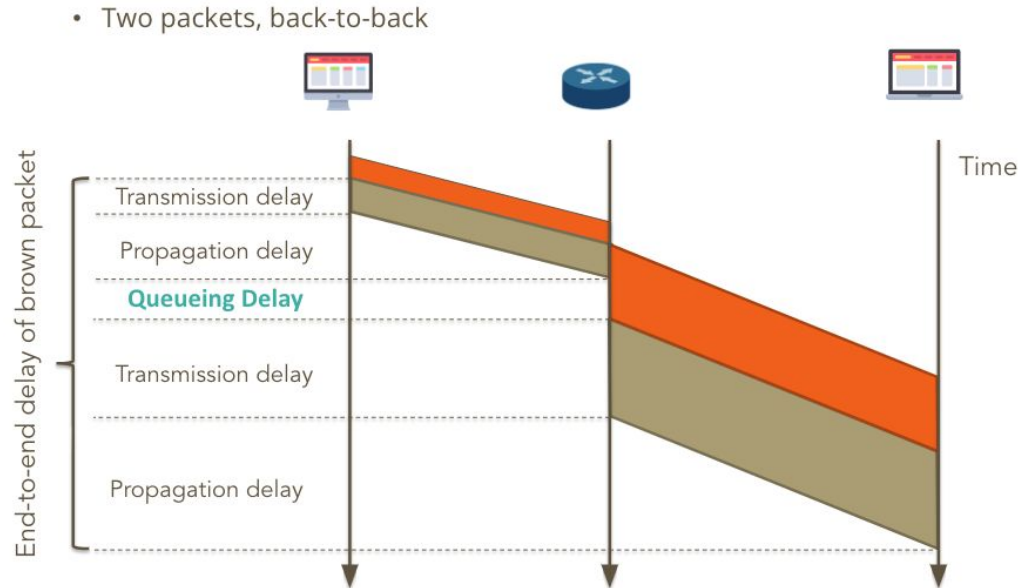 • Two packets, back-to-back
Time
End-to-end delay of brown packet
Transmission delay
Propagation delay
Queueing Delay
Transmission delay
Propagation delay